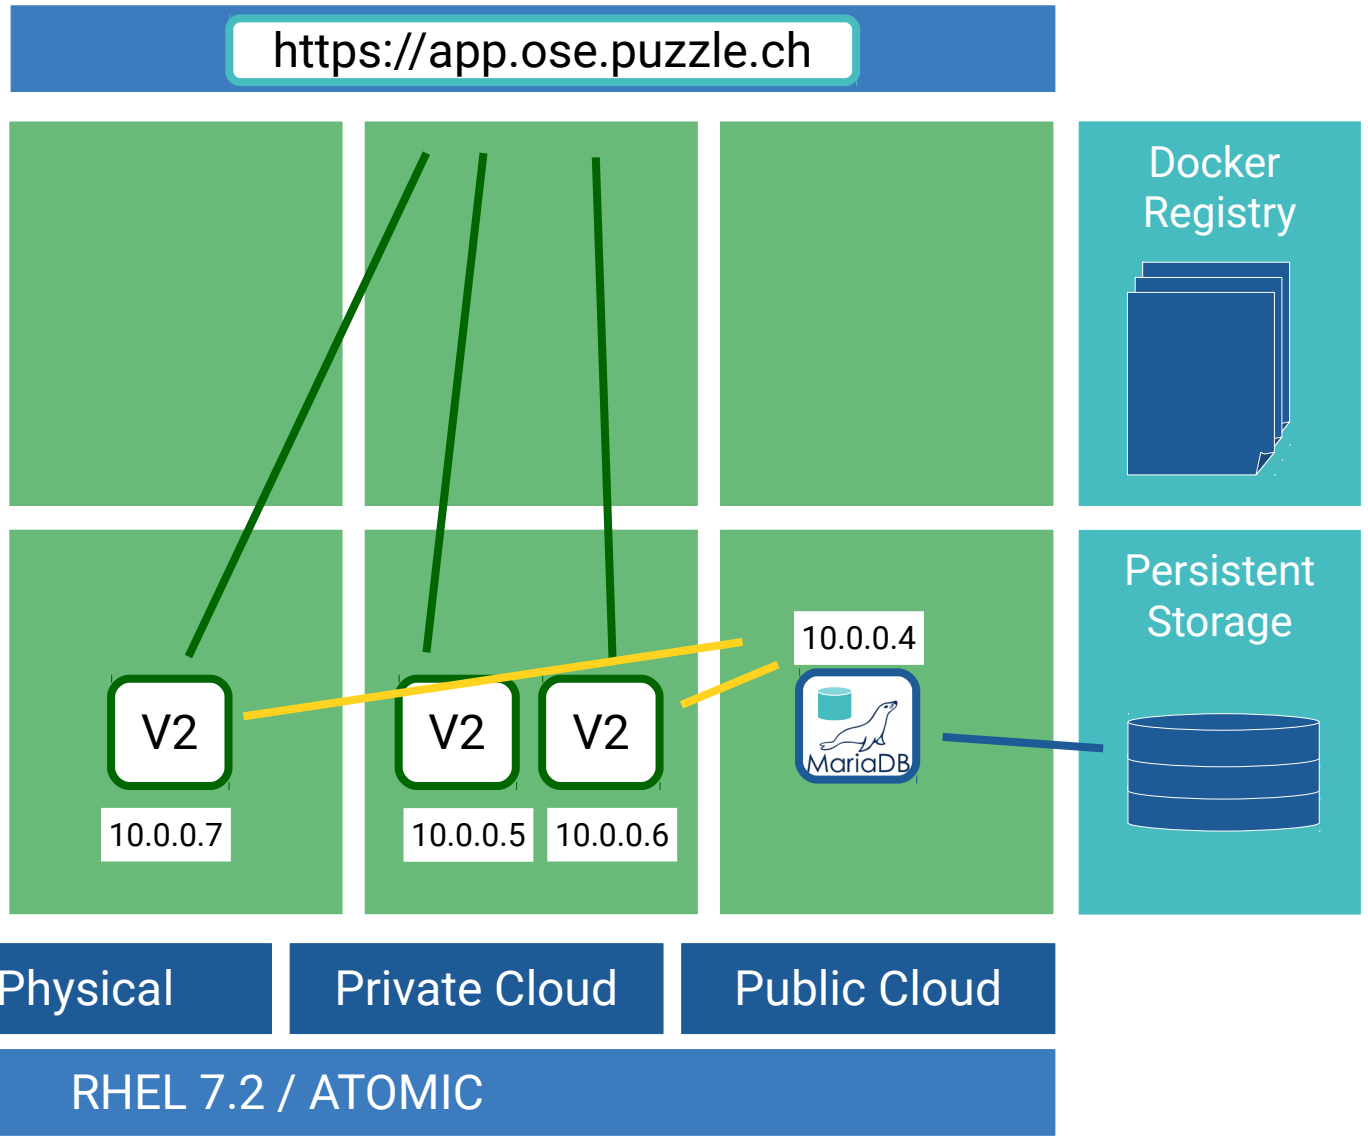 https://app.ose.puzzle.ch
Docker
Registry
Persistent
Storage
10.0.0.4
V2
V2
V2
MariaDB
10.0.0.7
10.0.0.5
10.0.0.6
Physical
Private Cloud
Public Cloud
RHEL 7.2 / ATOMIC